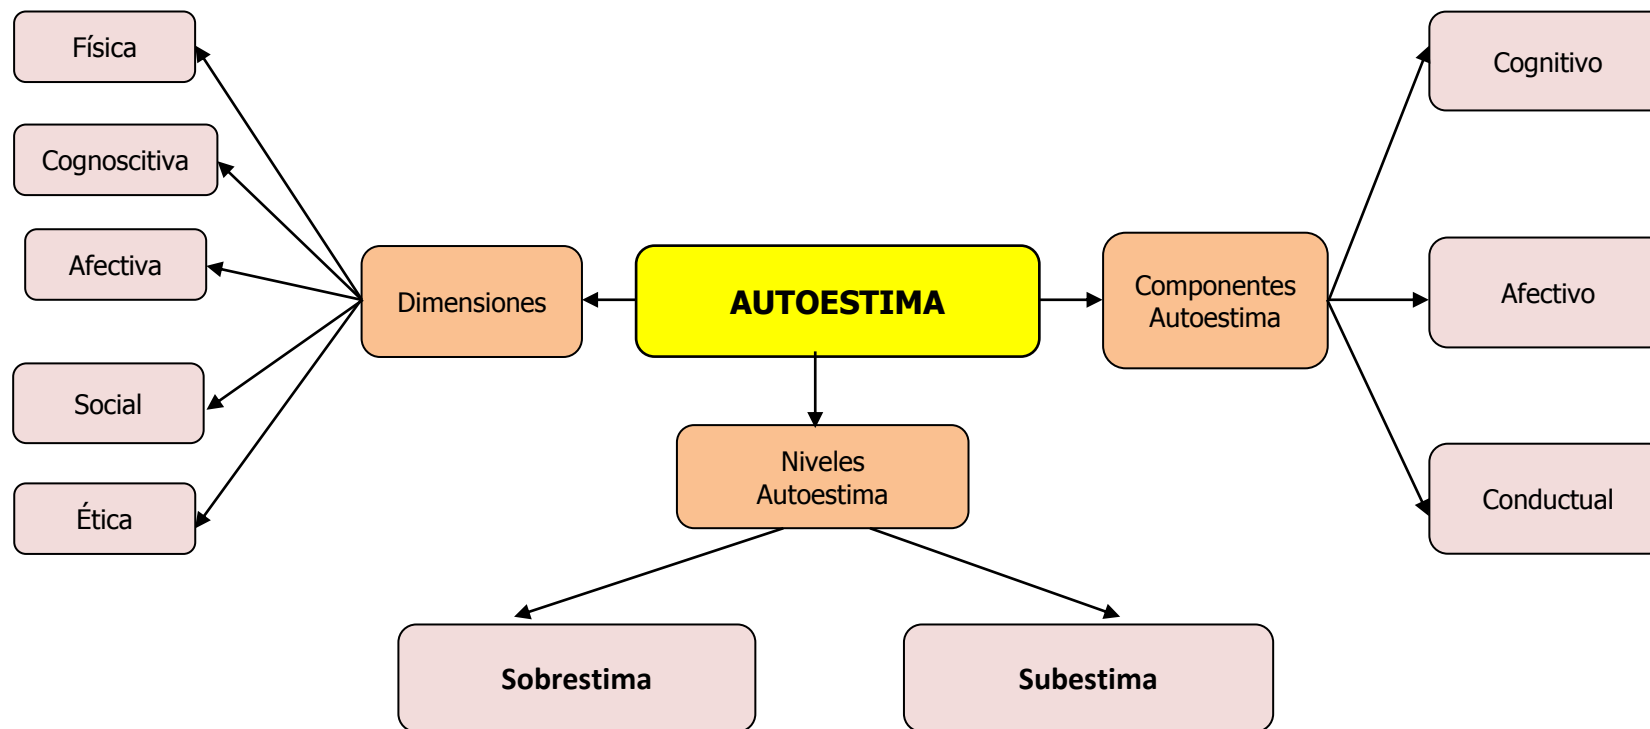 Física
Cognoscitiva
Afectiva
Social
Ética
Dimensiones
AUTOESTIMA
Componentes
Autoestima
Cognitivo
Afectivo
Conductual
Niveles
Autoestima
Sobrestima
Subestima